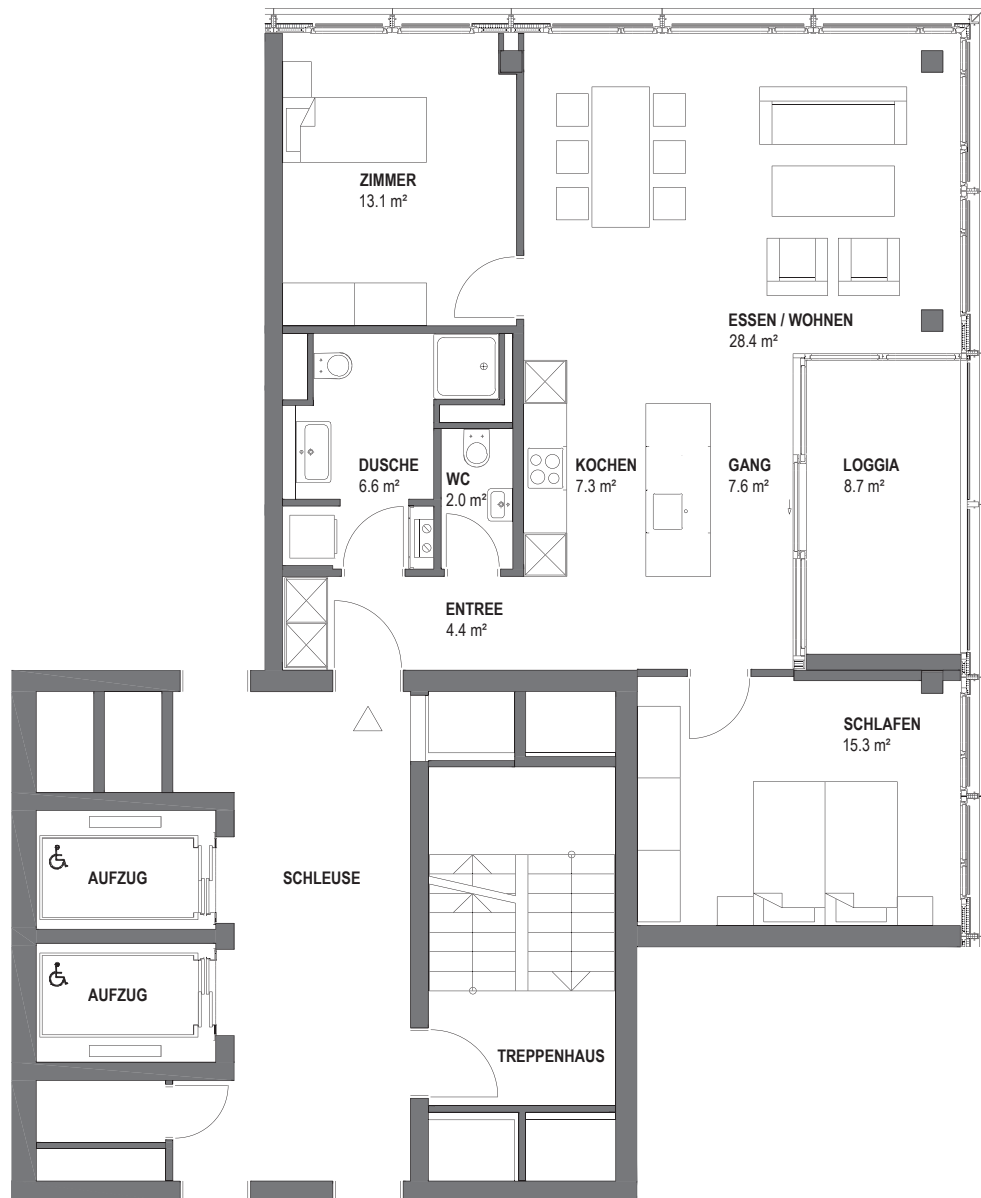 ZIMMER
13.1 m²
ESSEN / WOHNEN
28.4 m²
DUSCHE
6.6 m²
WC
2.0 m²
KOCHEN
7.3 m²
GANG
7.6 m²
LOGGIA
8.7 m²
ENTREE
4.4 m²
SCHLAFEN
15.3 m²
AUFZUG
SCHLEUSE
AUFZUG
TREPPENHAUS